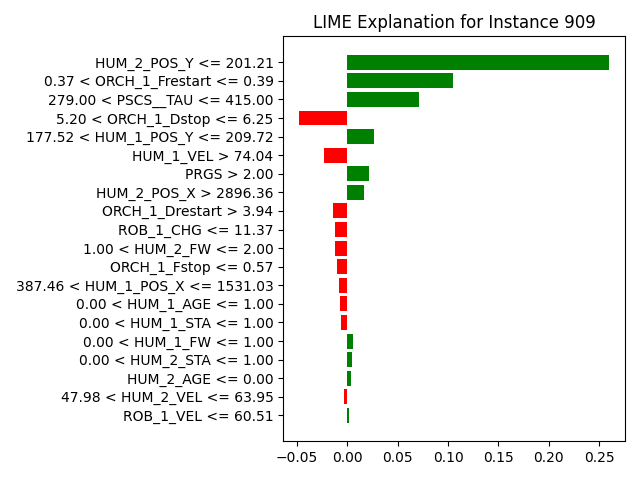 LIME Explanation for Instance 909
HUM_2_POS_Y <= 201.21
0.37 < ORCH_1_Frestart <= 0.39
279.00 < PSCS__TAU <= 415.00
5.20 < ORCH_1_Dstop <= 6.25
177.52 < HUM_1_POS_Y <= 209.72
HUM_1_VEL > 74.04
PRGS > 2.00
HUM_2_POS_X > 2896.36
ORCH_1_Drestart > 3.94
ROB_1_CHG <= 11.37
1.00 < HUM_2_FW <= 2.00
ORCH_1_Fstop <= 0.57
387.46 < HUM_1_POS_X <= 1531.03
0.00 < HUM_1_AGE <= 1.00
0.00 < HUM_1_STA <= 1.00
0.00 < HUM_1_FW <= 1.00
0.00 < HUM_2_STA <= 1.00
HUM_2_AGE <= 0.00
47.98 < HUM_2_VEL <= 63.95
ROB_1_VEL <= 60.51
−0.05 0.00 0.05 0.10 0.15 0.20 0.25